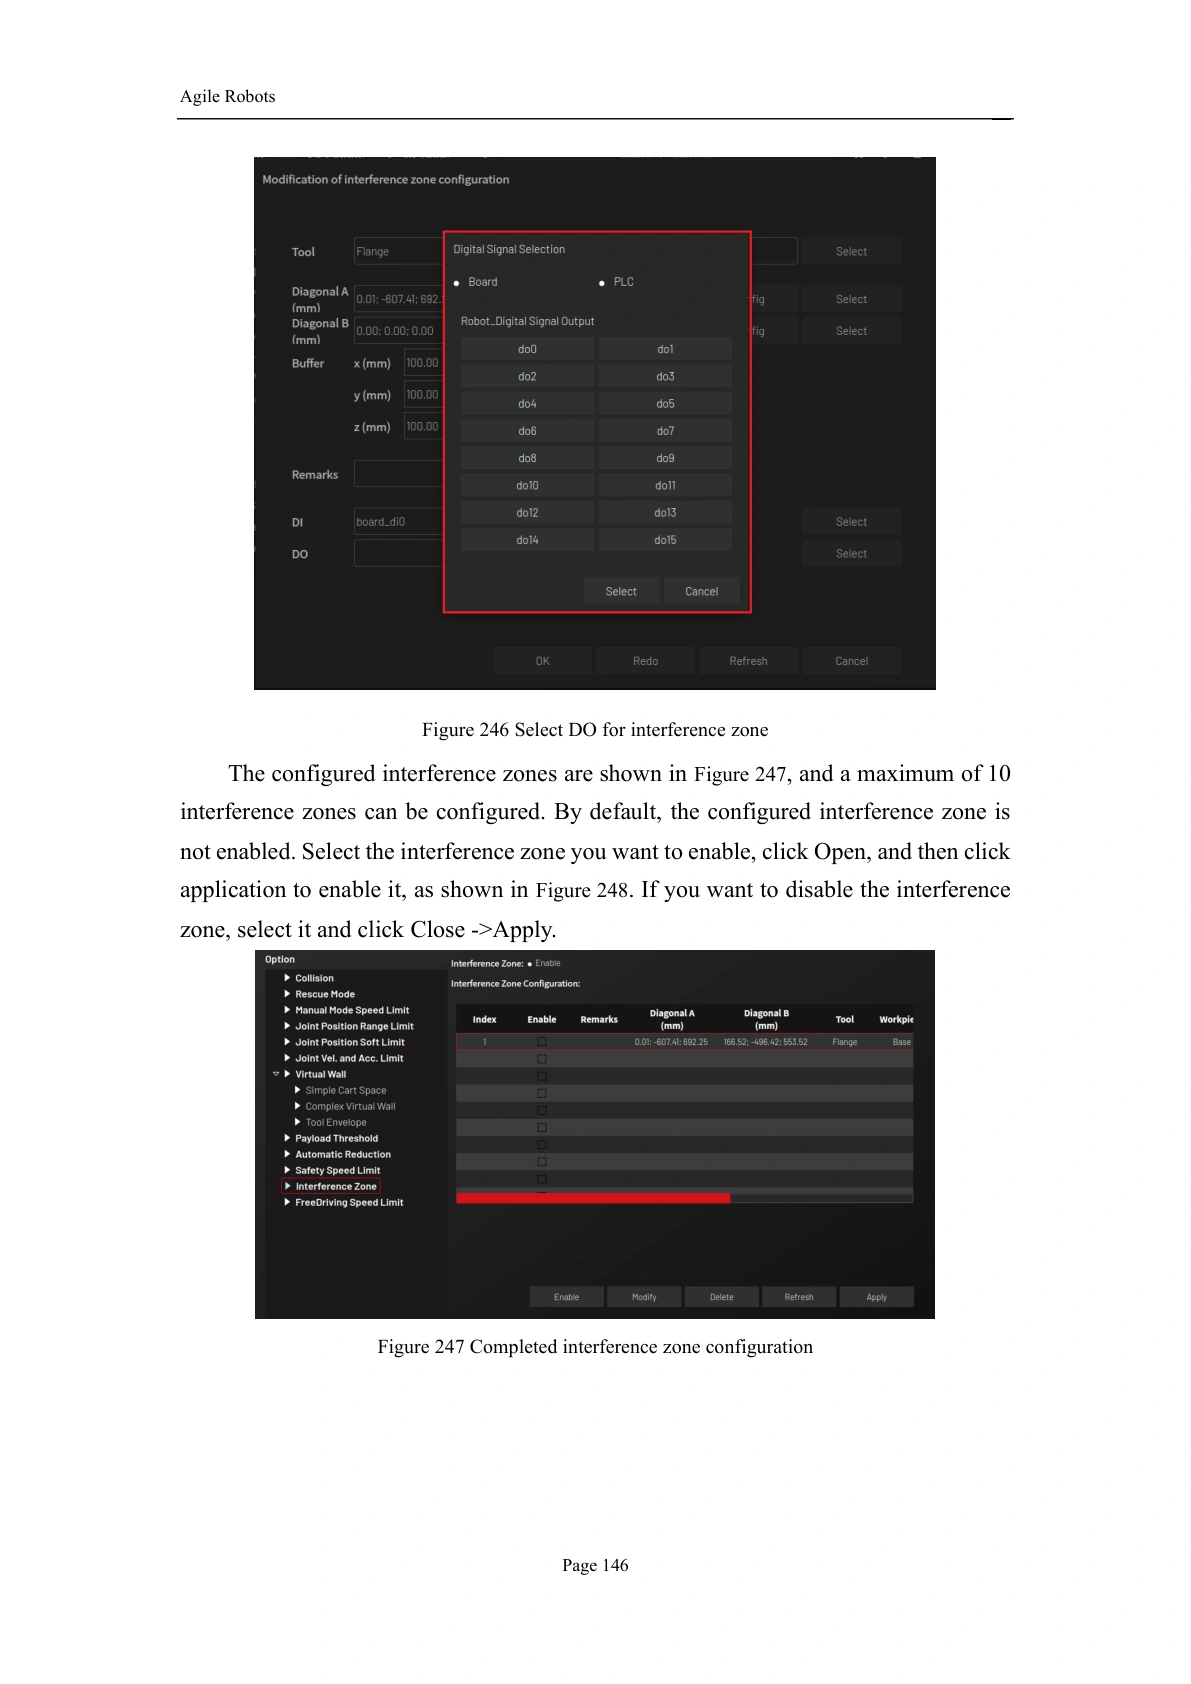 Agile Robots
Modification of interference zone configuration
Tool Flange Select
Diagonal A (mm) 0.01; -607.41; 692. fig Select
Diagonal B (mm) 0.00; 0.00; 0.00 fig Select
Buffer x (mm) 100.00
y (mm) 100.00
z (mm) 100.00
Remarks
DI board_di0 Select
DO Select
Digital Signal Selection
Board PLC
Robot_Digital Signal Output
do0 do1
do2 do3
do4 do5
do6 do7
do8 do9
do10 do11
do12 do13
do14 do15
Select Cancel
OK Redo Refresh Cancel
Figure 246 Select DO for interference zone
The configured interference zones are shown in Figure 247, and a maximum of 10
interference zones can be configured. By default, the configured interference zone is
not enabled. Select the interference zone you want to enable, click Open, and then click
application to enable it, as shown in Figure 248. If you want to disable the interference
zone, select it and click Close ->Apply.
Option
Collision
Rescue Mode
Manual Mode Speed Limit
Joint Position Range Limit
Joint Position Soft Limit
Joint Vel. and Acc. Limit
Virtual Wall
Simple Cart Space
Complex Virtual Wall
Tool Envelope
Payload Threshold
Automatic Reduction
Safety Speed Limit
Interference Zone
FreeDriving Speed Limit
Interference Zone: Enable
Interference Zone Configuration:
Index Enable Remarks Diagonal A (mm) Diagonal B (mm) Tool Workpie
1 0.01; -607.41; 692.25 166.52; -496.42; 553.52 Flange Base
Enable Modify Delete Refresh Apply
Figure 247 Completed interference zone configuration
Page 146